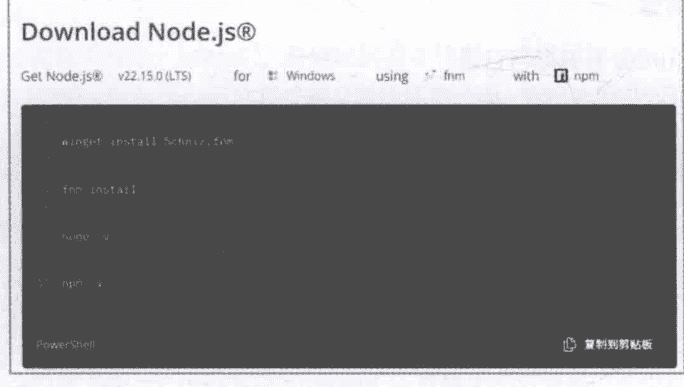 Download Node.js®
Get Node.js® v22.15.0 (LTS) for Windows using fnm with npm
winget install Schniz.fnm
fnm install
node -v
npm -v
PowerShell
复制到剪贴板